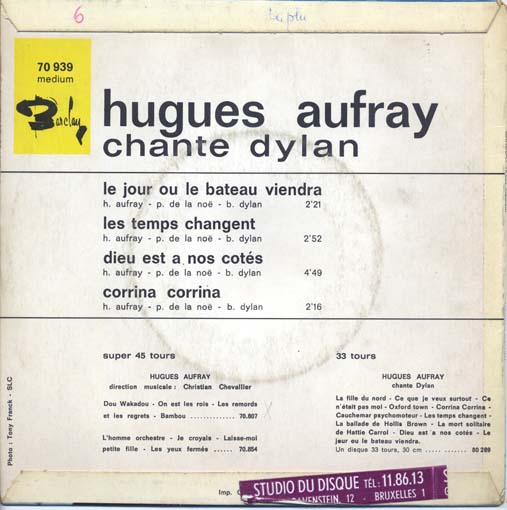 6
70 939
medium
Barclay
hugues aufray
chante dylan
le jour ou le bateau viendra
h. aufray - p. de la noë - b. dylan 2'21
les temps changent
h. aufray - p. de la noë - b. dylan 2'52
dieu est a nos cotés
h. aufray - p. de la noë - b. dylan 4'49
corrina corrina
h. aufray - p. de la noë - b. dylan 2'16
super 45 tours
HUGUES AUFRAY
direction musicale : Christian Chevallier
Dou Wakadou - On est les rois - Les remords
et les regrets - Bambou .............. 70.807
L'homme orchestre - Je croyais - Laisse-moi
petite fille - Les yeux fermés ...... 70.854
33 tours
HUGUES AUFRAY
chante Dylan
La fille du nord - Ce que je veux surtout - Ce
n'était pas moi - Oxford town - Corrina Corrina -
Cauchemar psychomoteur - Les temps changent -
La ballade de Hollis Brown - La mort solitaire
de Hattie Carrol - Dieu est a nos cotés - Le
jour ou le bateau viendra.
Un disque 33 tours, 30 cm ..... 80 289
Photo : Tony Franck - SLC
Imp.
STUDIO DU DISQUE TÉL: 11.86.13
RAVENSTEIN, 12 - BRUXELLES 1